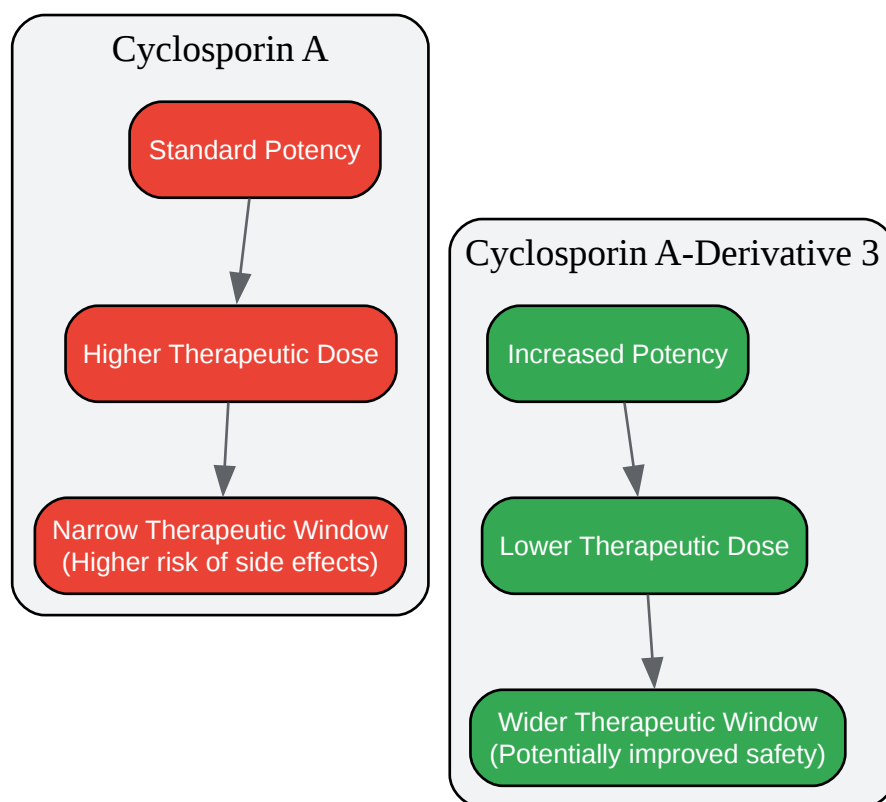 Cyclosporin A
Standard Potency
Higher Therapeutic Dose
Narrow Therapeutic Window
(Higher risk of side effects)
Cyclosporin A-Derivative 3
Increased Potency
Lower Therapeutic Dose
Wider Therapeutic Window
(Potentially improved safety)